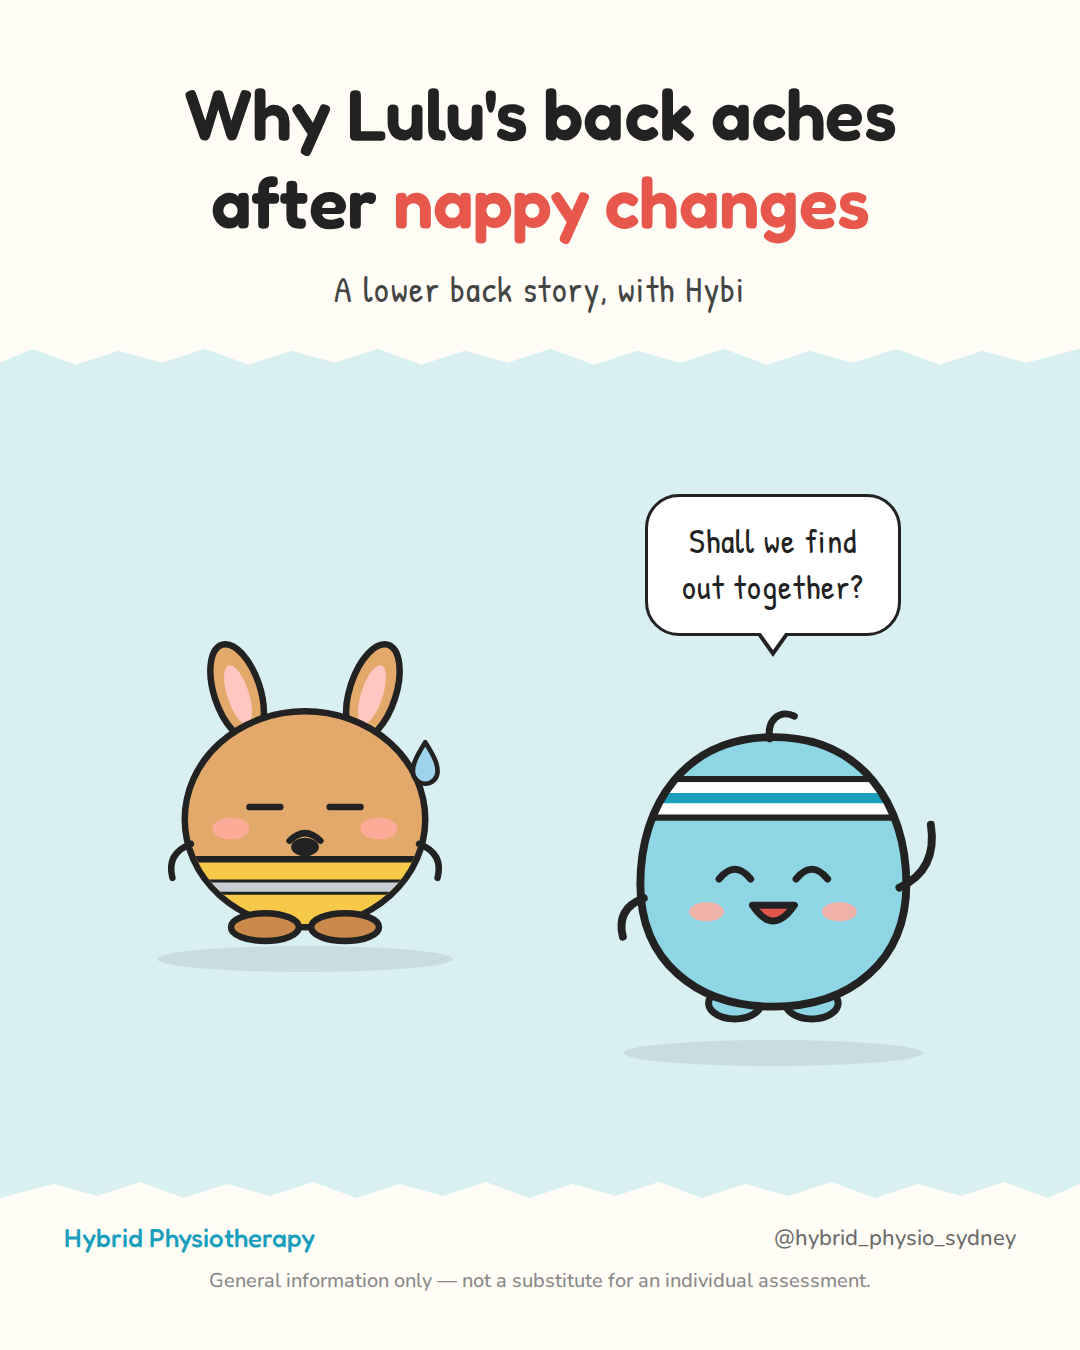 Why Lulu's back aches
after nappy changes
A lower back story, with Hybi
Shall we find
out together?
Hybrid Physiotherapy
@hybrid_physio_sydney
General information only — not a substitute for an individual assessment.